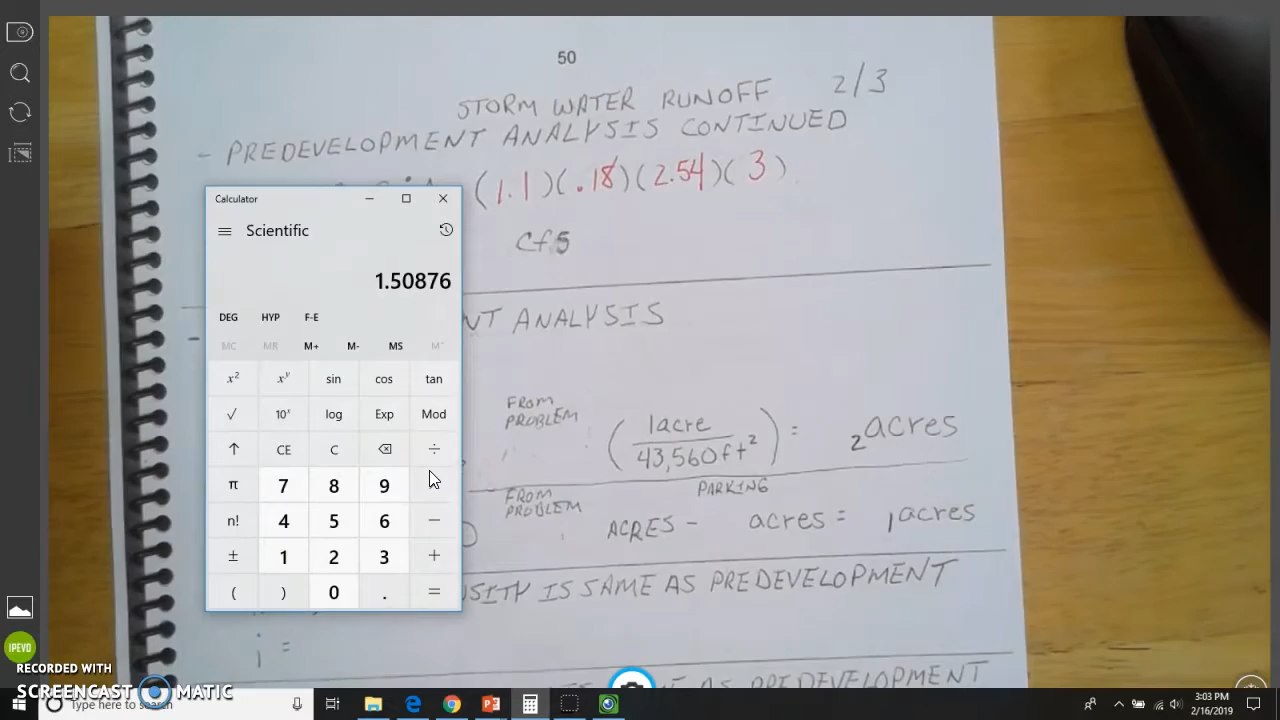 50
STORM WATER RUNOFF 2/3
- PREDEVELOPMENT ANALYSIS CONTINUED
(1.1)(.18)(2.54)(3)
cfs
Calculator
Scientific
1.50876
DEG HYP F-E
MC MR M+ M- MS M˅
x² xʸ sin cos tan
√ 10ˣ log Exp Mod
↑ CE C ⌫ ÷
π 7 8 9
n! 4 5 6 −
± 1 2 3 +
( ) 0 . =
NT ANALYSIS
FROM
PROBLEM
(1acre / 43,560ft²) = ₂acres
FROM
PROBLEM
PARKING
ACRES - acres = ₁acres
SITY IS SAME AS PREDEVELOPMENT
i =
AS PREDEVELOPMENT
IPEVO
RECORDED WITH
SCREENCAST MATIC
Type here to search
3:03 PM
2/16/2019